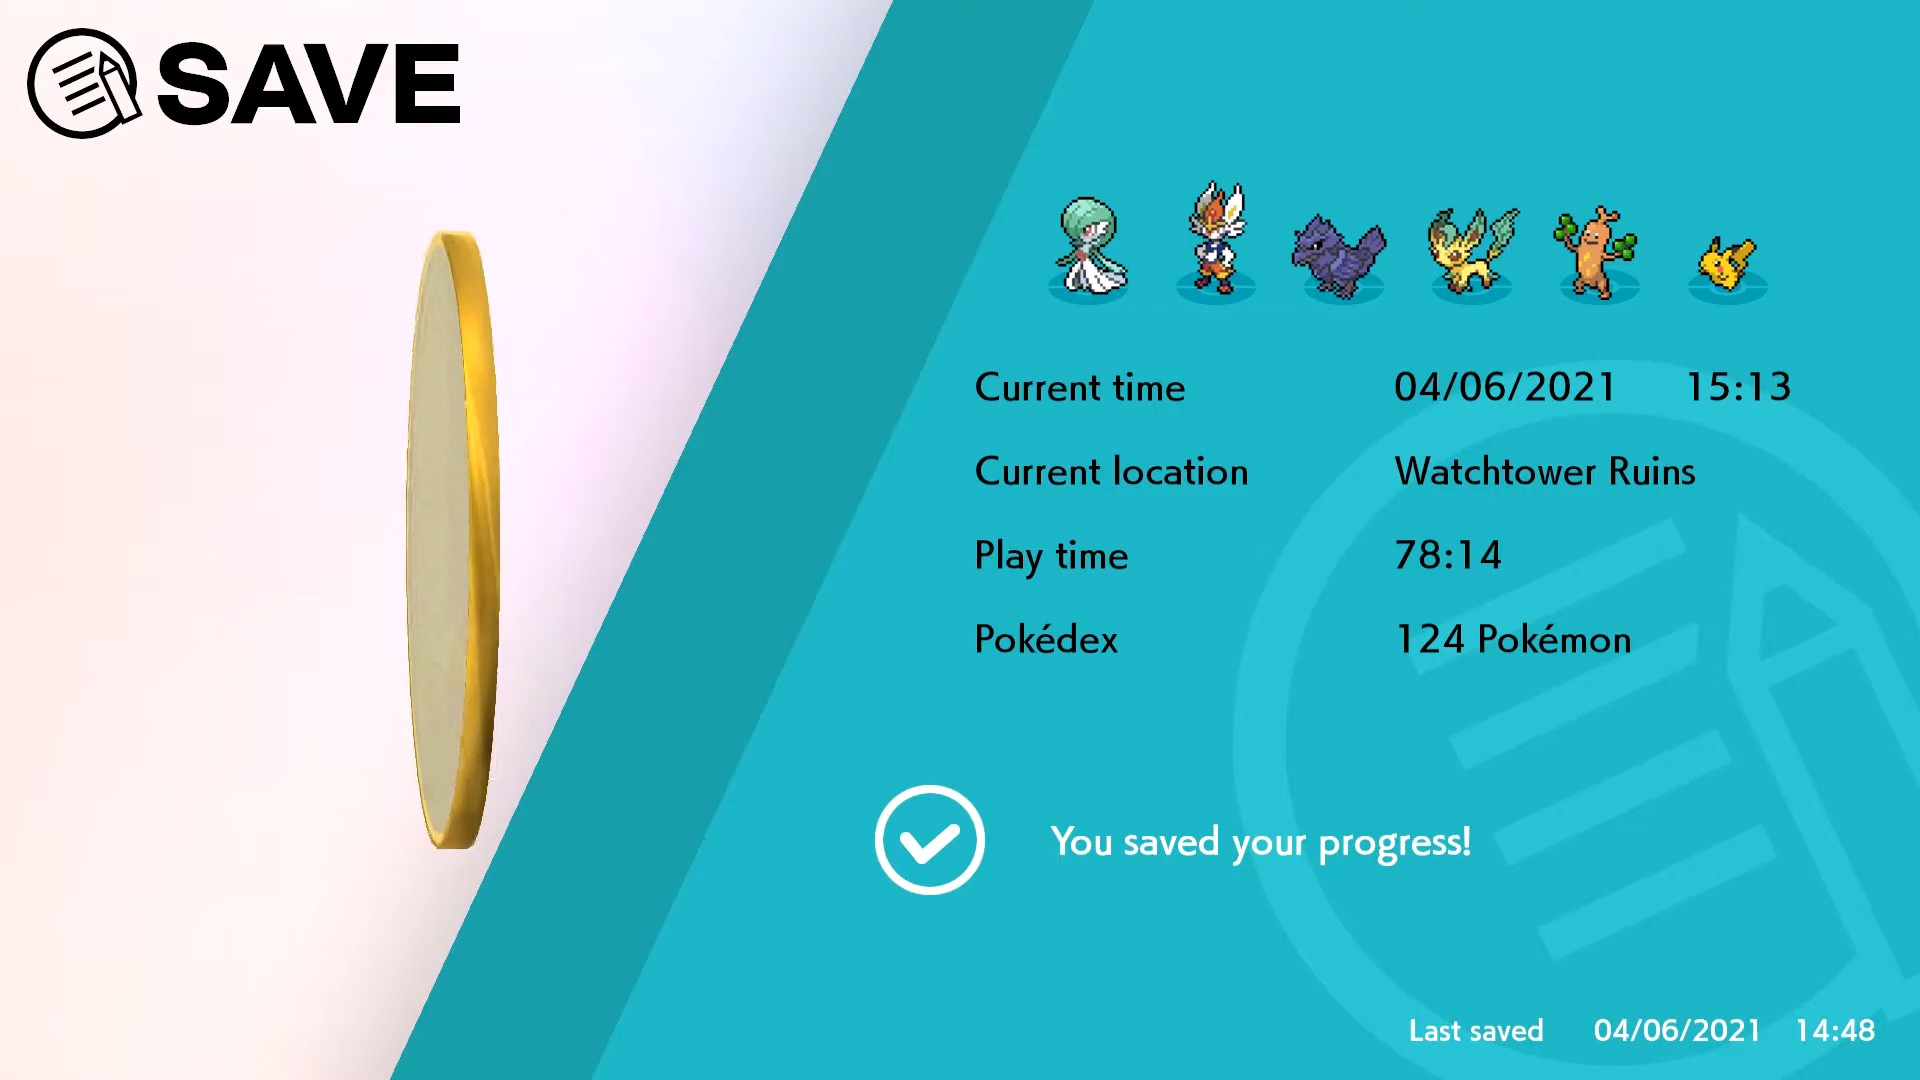 SAVE
Current time 04/06/2021 15:13
Current location Watchtower Ruins
Play time 78:14
Pokédex 124 Pokémon
You saved your progress!
Last saved 04/06/2021 14:48